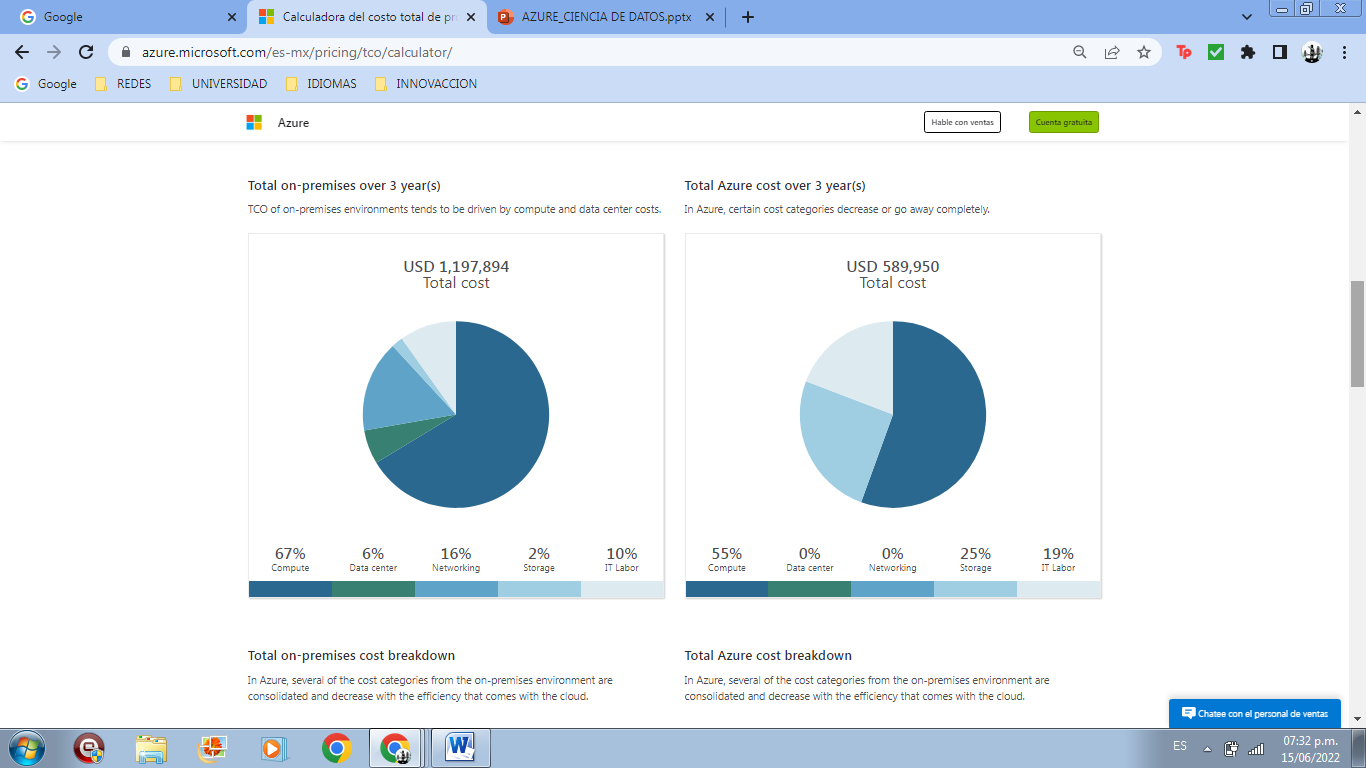 Google
Calculadora del costo total de pro
AZURE_CIENCIA DE DATOS.pptx
azure.microsoft.com/es-mx/pricing/tco/calculator/
Google
REDES
UNIVERSIDAD
IDIOMAS
INNOVACCION
Azure
Hable con ventas
Cuenta gratuita
Total on-premises over 3 year(s)
TCO of on-premises environments tends to be driven by compute and data center costs.
USD 1,197,894
Total cost
67% 6% 16% 2% 10%
Compute Data center Networking Storage IT Labor
Total Azure cost over 3 year(s)
In Azure, certain cost categories decrease or go away completely.
USD 589,950
Total cost
55% 0% 0% 25% 19%
Compute Data center Networking Storage IT Labor
Total on-premises cost breakdown
In Azure, several of the cost categories from the on-premises environment are
consolidated and decrease with the efficiency that comes with the cloud.
Total Azure cost breakdown
In Azure, several of the cost categories from the on-premises environment are
consolidated and decrease with the efficiency that comes with the cloud.
Chatee con el personal de ventas
ES
07:32 p.m.
15/06/2022